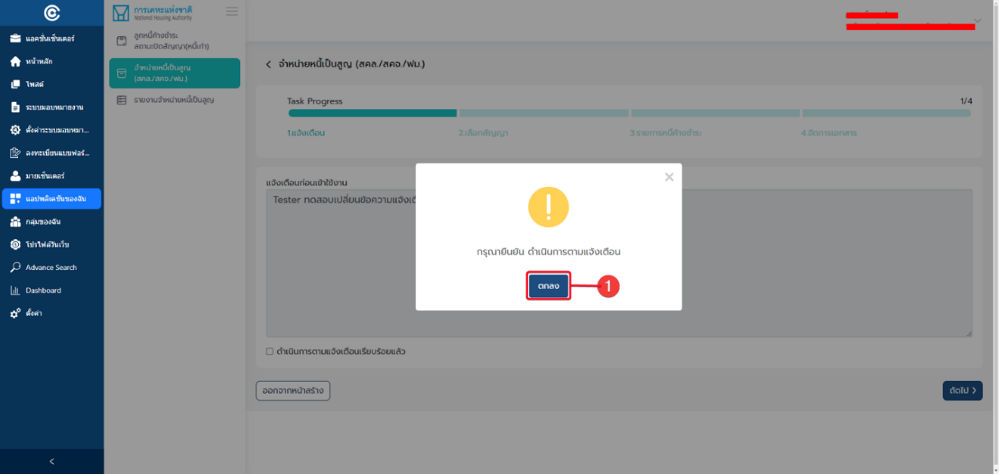 การเคหะแห่งชาติ
National Housing Authority
แอคชั่นเซ็นเตอร์
หน้าหลัก
โพสต์
ระบบมอบหมายงาน
ตั้งค่าระบบมอบหมา...
ลงทะเบียนแบบฟอร์...
มายเซ็นเตอร์
แอปพลิเคชันของฉัน
กลุ่มของฉัน
โปรไฟล์วันเว็บ
Advance Search
Dashboard
ตั้งค่า
ลูกหนี้ค้างชำระ
สถานะปิดสัญญา(หนี้เก่า)
จำหน่ายหนี้เป็นสูญ
(สคล./สคจ./ฟม.)
รายงานจำหน่ายหนี้เป็นสูญ
จำหน่ายหนี้เป็นสูญ (สคล./สคจ./ฟม.)
Task Progress
1/4
1.แจ้งเตือน
2.เลือกสัญญา
3.รายการหนี้ค้างชำระ
4.จัดการเอกสาร
แจ้งเตือนก่อนเข้าใช้งาน
Tester ทดสอบเปลี่ยนข้อความแจ้งเตื
กรุณายืนยัน ดำเนินการตามแจ้งเตือน
ตกลง
1
ดำเนินการตามแจ้งเตือนเรียบร้อยแล้ว
ออกจากหน้าสร้าง
ถัดไป